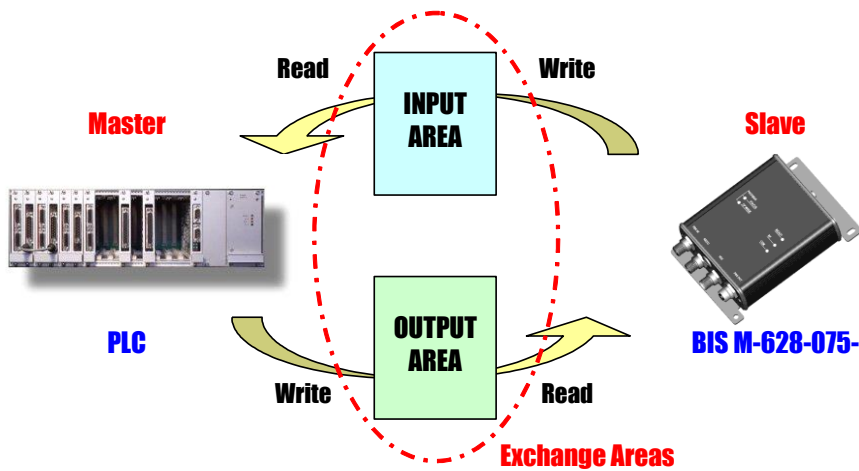 Read
Write
INPUT
AREA
Master
Slave
OUTPUT
AREA
PLC
BIS M-628-075-
Write
Read
Exchange Areas